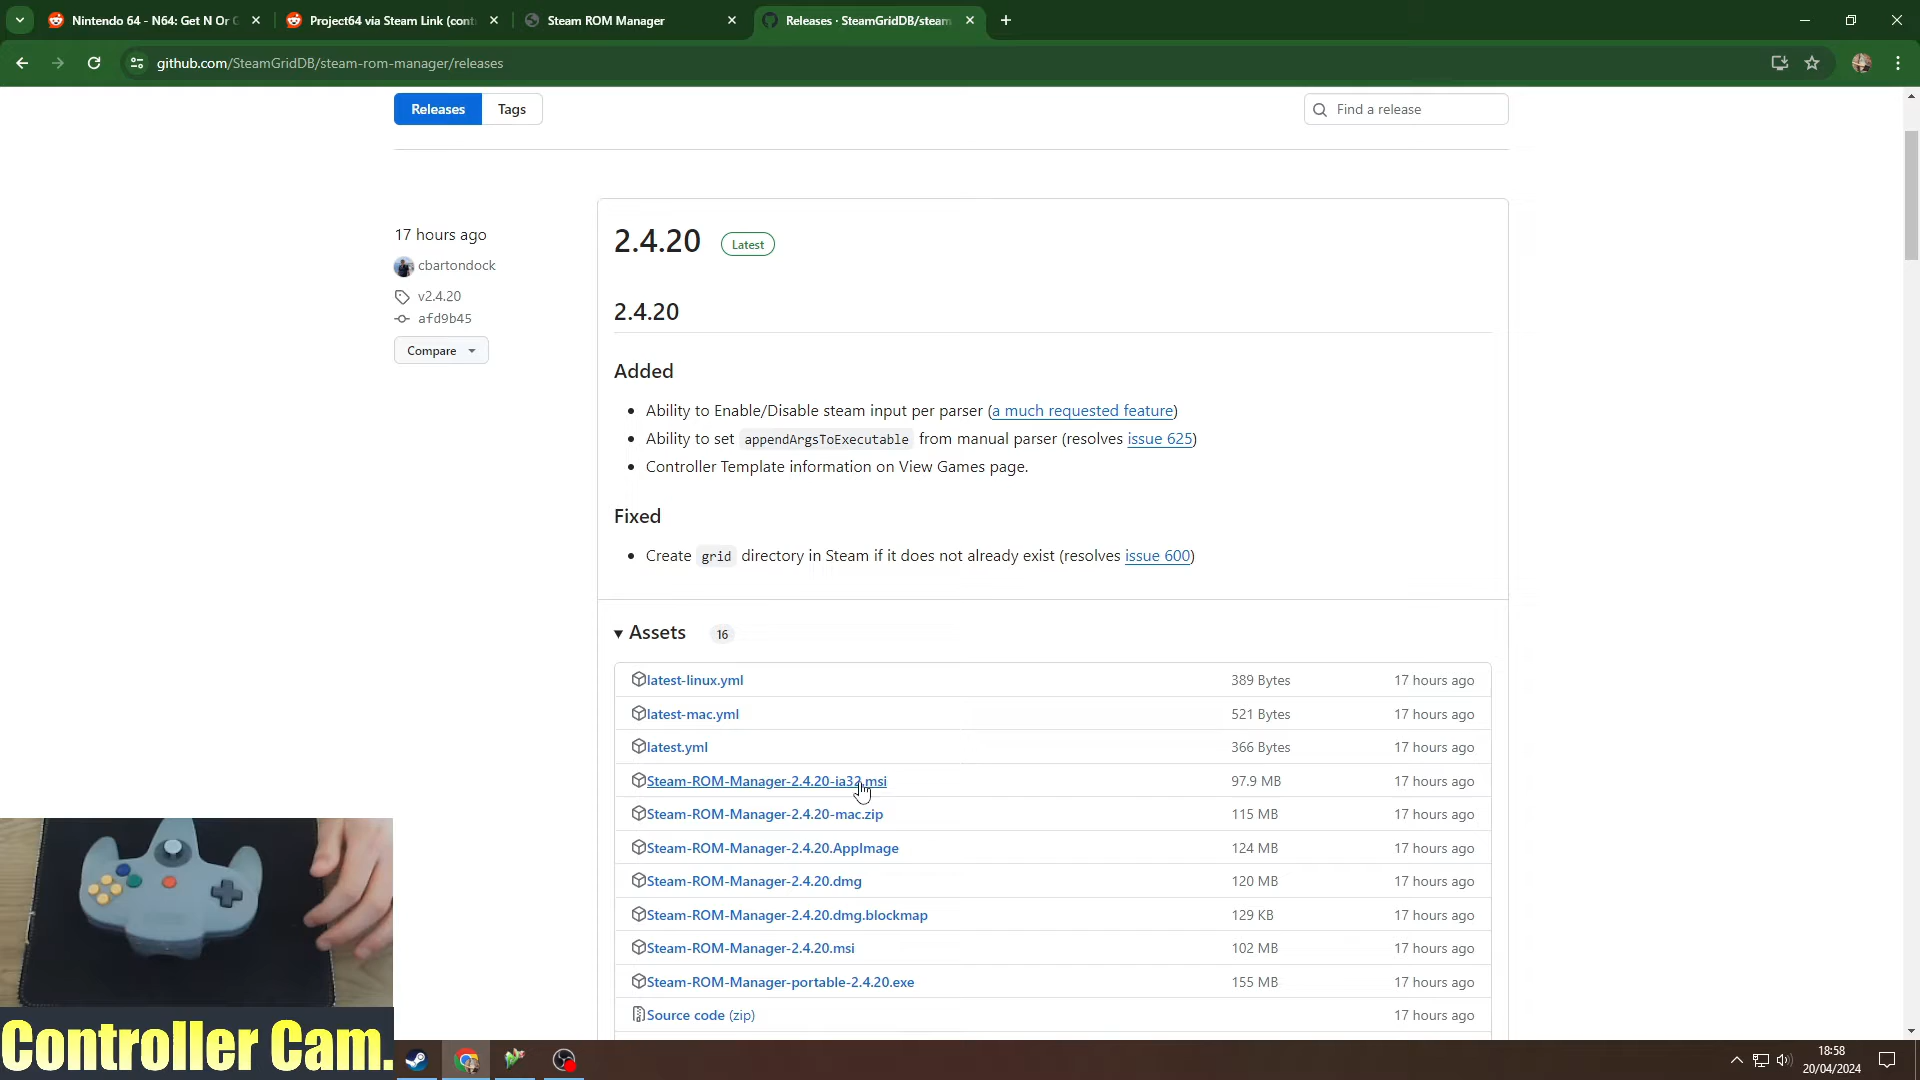 Nintendo 64 - N64: Get N Or G
Project64 via Steam Link (cont
Steam ROM Manager
Releases · SteamGridDB/steam
github.com/SteamGridDB/steam-rom-manager/releases
Releases
Tags
Find a release
17 hours ago
cbartondock
v2.4.20
afd9b45
Compare
2.4.20
Latest
2.4.20
Added
Ability to Enable/Disable steam input per parser (a much requested feature)
Ability to set appendArgsToExecutable from manual parser (resolves issue 625)
Controller Template information on View Games page.
Fixed
Create grid directory in Steam if it does not already exist (resolves issue 600)
Assets 16
latest-linux.yml 389 Bytes 17 hours ago
latest-mac.yml 521 Bytes 17 hours ago
latest.yml 366 Bytes 17 hours ago
Steam-ROM-Manager-2.4.20-ia32.msi 97.9 MB 17 hours ago
Steam-ROM-Manager-2.4.20-mac.zip 115 MB 17 hours ago
Steam-ROM-Manager-2.4.20.AppImage 124 MB 17 hours ago
Steam-ROM-Manager-2.4.20.dmg 120 MB 17 hours ago
Steam-ROM-Manager-2.4.20.dmg.blockmap 129 KB 17 hours ago
Steam-ROM-Manager-2.4.20.msi 102 MB 17 hours ago
Steam-ROM-Manager-portable-2.4.20.exe 155 MB 17 hours ago
Source code (zip) 17 hours ago
Controller Cam.
18:58
20/04/2024